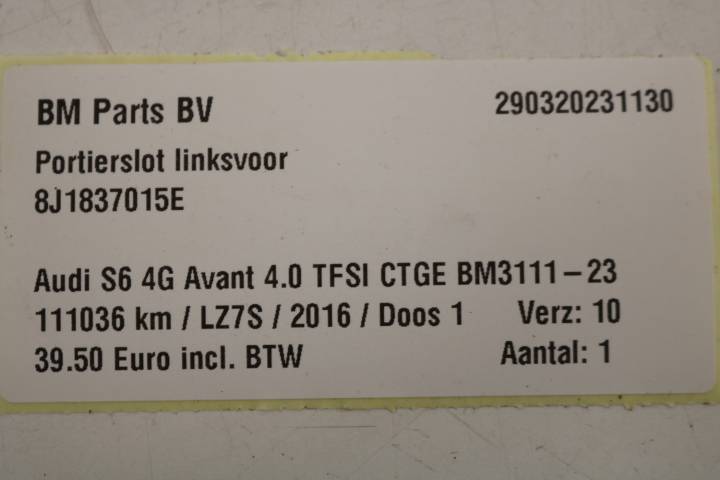 BM Parts BV 290320231130
Portierslot linksvoor
8J1837015E
Audi S6 4G Avant 4.0 TFSI CTGE BM3111-23
111036 km / LZ7S / 2016 / Doos 1 Verz: 10
39.50 Euro incl. BTW Aantal: 1